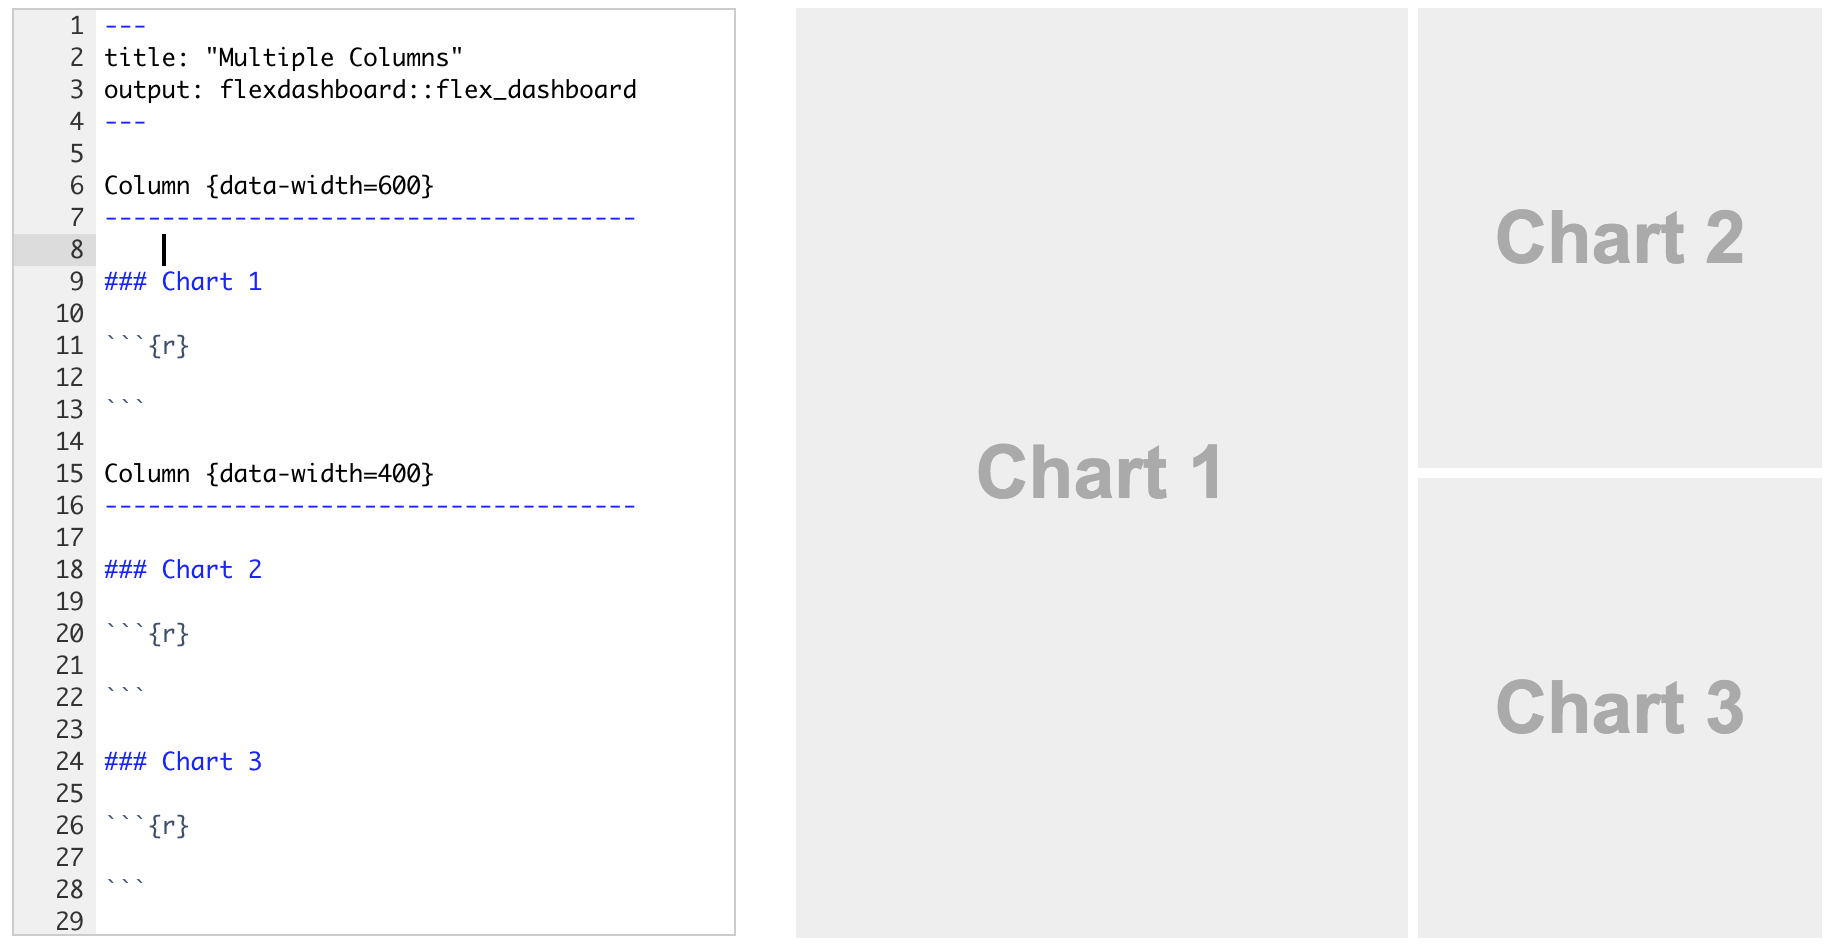 1 ---
2 title: "Multiple Columns"
3 output: flexdashboard::flex_dashboard
4 ---
5
6 Column {data-width=600}
7 -------------------------------------
8
9 ### Chart 1
10
11 ```{r}
12
13 ```
14
15 Column {data-width=400}
16 -------------------------------------
17
18 ### Chart 2
19
20 ```{r}
21
22 ```
23
24 ### Chart 3
25
26 ```{r}
27
28 ```
29
Chart 1
Chart 2
Chart 3